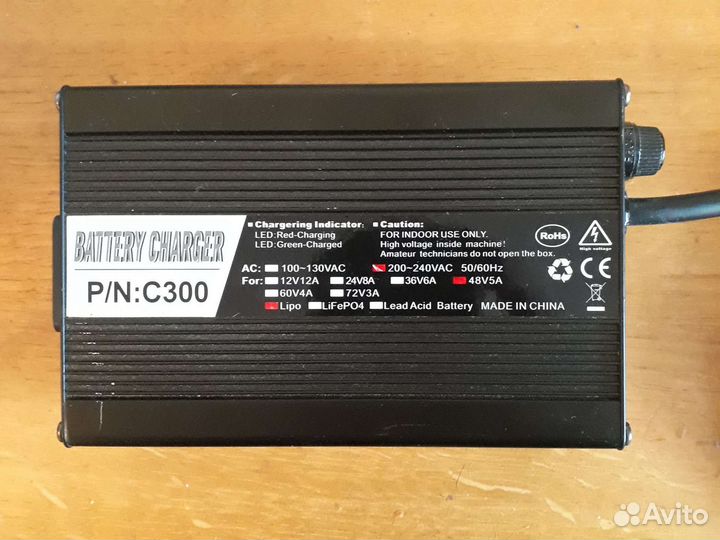 BATTERY CHARGER
P/N:C300
Chargering Indicator:
LED:Red-Charging
LED:Green-Charged
Caution:
FOR INDOOR USE ONLY.
High voltage inside machine!
Amateur technicians do not open the box.
RoHs
High voltage
AC: 100~130VAC 200~240VAC 50/60Hz
For: 12V12A 24V8A 36V6A 48V5A
60V4A 72V3A
Lipo LiFePO4 Lead Acid Battery MADE IN CHINA
CE
Avito